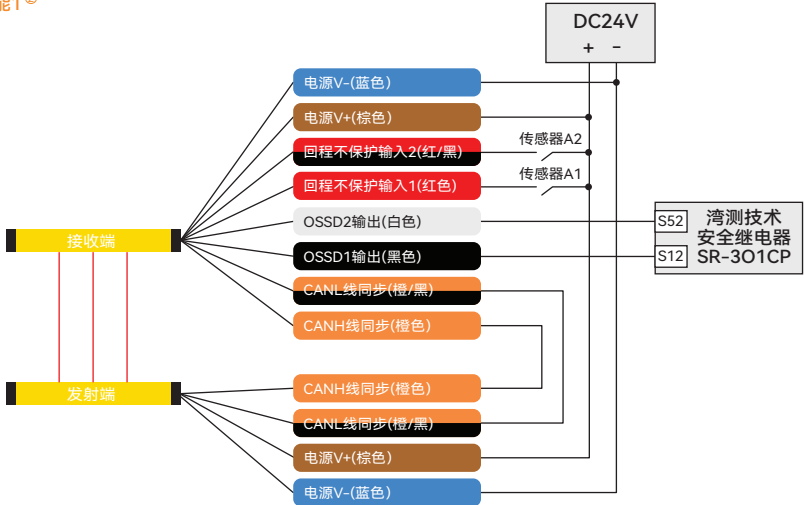 能1②
DC24V
+ -
电源V-(蓝色)
电源V+(棕色)
回程不保护输入2(红/黑)
传感器A2
回程不保护输入1(红色)
传感器A1
OSSD2输出(白色)
OSSD1输出(黑色)
S52
S12
湾测技术
安全继电器
SR-301CP
接收端
CANL线同步(橙/黑)
CANH线同步(橙色)
发射端
CANH线同步(橙色)
CANL线同步(橙/黑)
电源V+(棕色)
电源V-(蓝色)